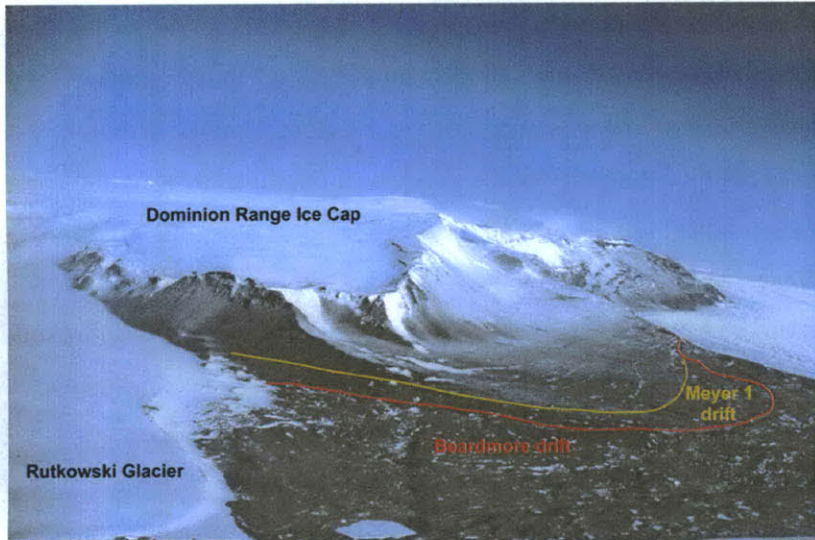 Dominion Range Ice Cap
Meyer 1
drift
Beardmore drift
Rutkowski Glacier